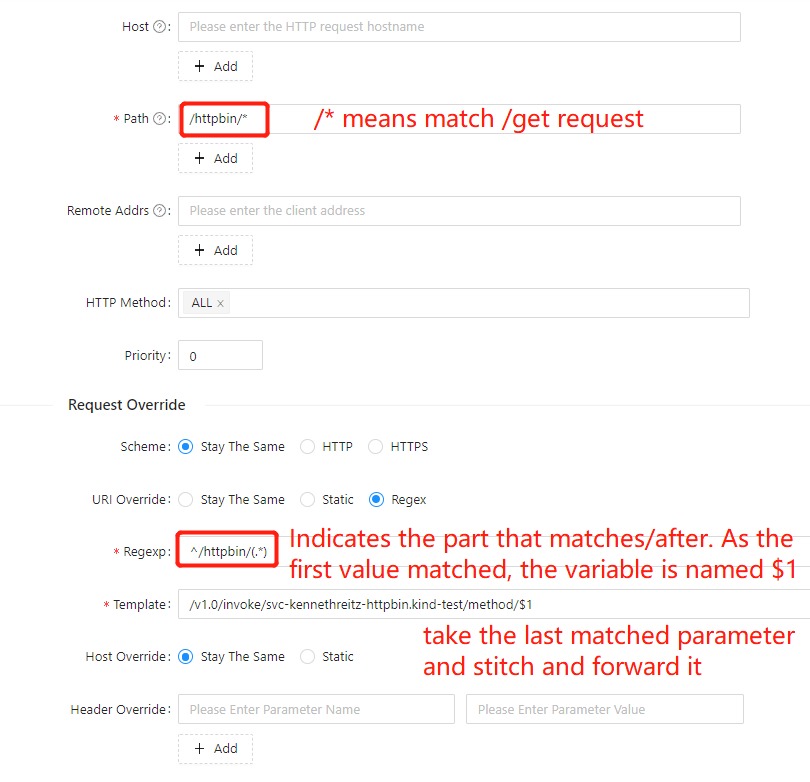 Host ? : Please enter the HTTP request hostname
+ Add
* Path ? : /httpbin/* /* means match /get request
+ Add
Remote Addrs ? : Please enter the client address
+ Add
HTTP Method: ALL ×
Priority: 0
Request Override
Scheme: Stay The Same HTTP HTTPS
URI Override: Stay The Same Static Regex
* Regexp: ^/httpbin/(.*)
Indicates the part that matches/after. As the
first value matched, the variable is named $1
* Template: /v1.0/invoke/svc-kennethreitz-httpbin.kind-test/method/$1
take the last matched parameter
and stitch and forward it
Host Override: Stay The Same Static
Header Override: Please Enter Parameter Name Please Enter Parameter Value
+ Add